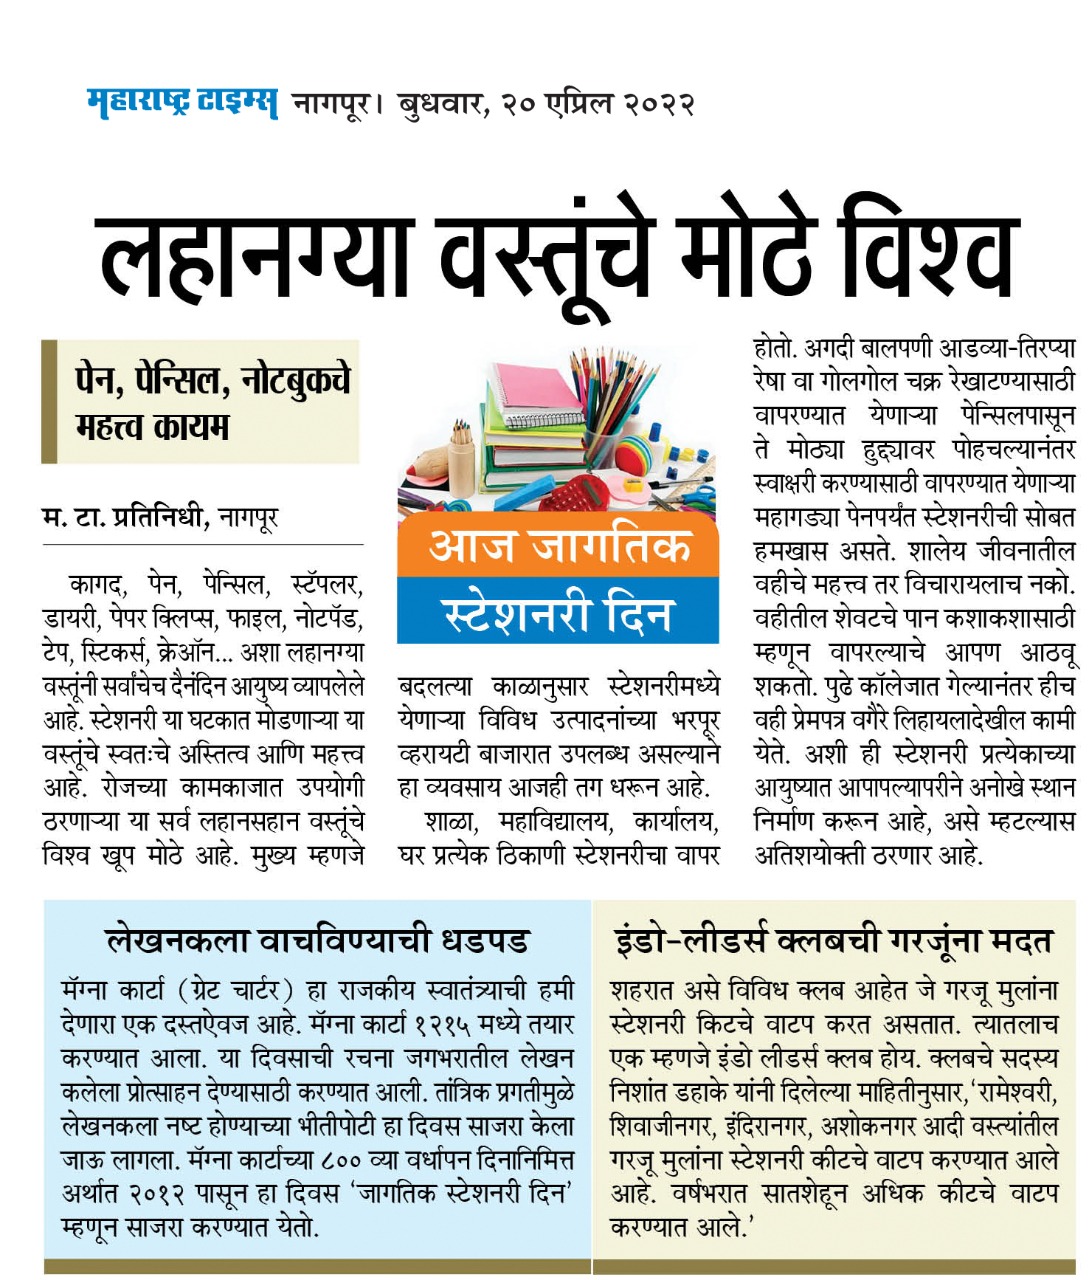 महाराष्ट्र टाइम्स नागपूर। बुधवार, २० एप्रिल २०२२
लहानग्या वस्तूंचे मोठे विश्व
पेन, पेन्सिल, नोटबुकचे
महत्त्व कायम
म. टा. प्रतिनिधी, नागपूर
कागद, पेन, पेन्सिल, स्टॅपलर,
डायरी, पेपर क्लिप्स, फाइल, नोटपॅड,
टेप, स्टिकर्स, क्रेऑन... अशा लहानग्या
वस्तूंनी सर्वांचेच दैनंदिन आयुष्य व्यापलेले
आहे. स्टेशनरी या घटकात मोडणाऱ्या या
वस्तूंचे स्वतःचे अस्तित्व आणि महत्त्व
आहे. रोजच्या कामकाजात उपयोगी
ठरणाऱ्या या सर्व लहानसहान वस्तूंचे
विश्व खूप मोठे आहे. मुख्य म्हणजे
आज जागतिक
स्टेशनरी दिन
बदलत्या काळानुसार स्टेशनरीमध्ये
येणाऱ्या विविध उत्पादनांच्या भरपूर
व्हरायटी बाजारात उपलब्ध असल्याने
हा व्यवसाय आजही तग धरून आहे.
शाळा, महाविद्यालय, कार्यालय,
घर प्रत्येक ठिकाणी स्टेशनरीचा वापर
होतो. अगदी बालपणी आडव्या-तिरप्या
रेषा वा गोलगोल चक्र रेखाटण्यासाठी
वापरण्यात येणाऱ्या पेन्सिलपासून
ते मोठ्या हुद्द्यावर पोहचल्यानंतर
स्वाक्षरी करण्यासाठी वापरण्यात येणाऱ्या
महागड्या पेनपर्यंत स्टेशनरीची सोबत
हमखास असते. शालेय जीवनातील
वहीचे महत्त्व तर विचारायलाच नको.
वहीतील शेवटचे पान कशाकशासाठी
म्हणून वापरल्याचे आपण आठवू
शकतो. पुढे कॉलेजात गेल्यानंतर हीच
वही प्रेमपत्र वगैरे लिहायलादेखील कामी
येते. अशी ही स्टेशनरी प्रत्येकाच्या
आयुष्यात आपापल्यापरीने अनोखे स्थान
निर्माण करून आहे, असे म्हटल्यास
अतिशयोक्ती ठरणार आहे.
लेखनकला वाचविण्याची धडपड
मॅग्ना कार्टा (ग्रेट चार्टर) हा राजकीय स्वातंत्र्याची हमी
देणारा एक दस्तऐवज आहे. मॅग्ना कार्टा १२१५ मध्ये तयार
करण्यात आला. या दिवसाची रचना जगभरातील लेखन
कलेला प्रोत्साहन देण्यासाठी करण्यात आली. तांत्रिक प्रगतीमुळे
लेखनकला नष्ट होण्याच्या भीतीपोटी हा दिवस साजरा केला
जाऊ लागला. मॅग्ना कार्टाच्या ८०० व्या वर्धापन दिनानिमित्त
अर्थात २०१२ पासून हा दिवस ‘जागतिक स्टेशनरी दिन’
म्हणून साजरा करण्यात येतो.
इंडो-लीडर्स क्लबची गरजूंना मदत
शहरात असे विविध क्लब आहेत जे गरजू मुलांना
स्टेशनरी किटचे वाटप करत असतात. त्यातलाच
एक म्हणजे इंडो लीडर्स क्लब होय. क्लबचे सदस्य
निशांत डहाके यांनी दिलेल्या माहितीनुसार,‘रामेश्वरी,
शिवाजीनगर, इंदिरानगर, अशोकनगर आदी वस्त्यांतील
गरजू मुलांना स्टेशनरी कीटचे वाटप करण्यात आले
आहे. वर्षभरात सातशेहून अधिक कीटचे वाटप
करण्यात आले.’